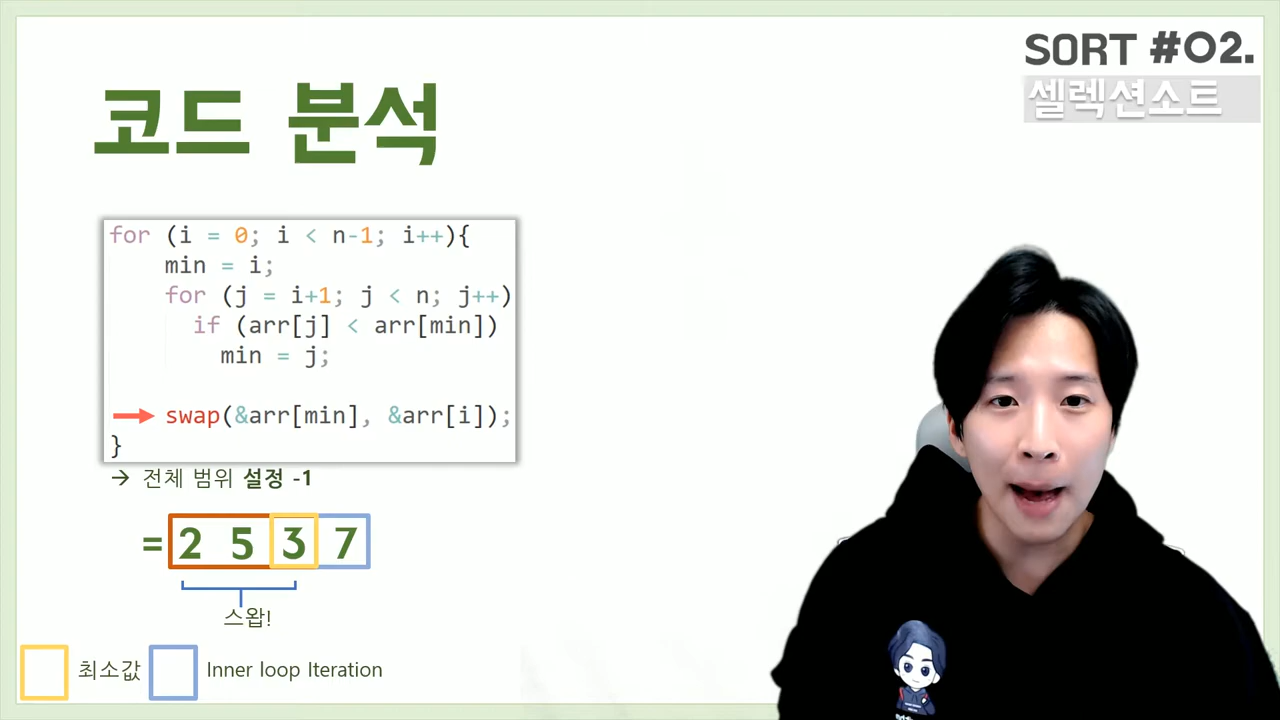 SORT #02.
셀렉션소트
코드 분석
for (i = 0; i < n-1; i++){
min = i;
for (j = i+1; j < n; j++)
if (arr[j] < arr[min])
min = j;
swap(&arr[min], &arr[i]);
}
→ 전체 범위 설정 -1
= 2 5 3 7
스왑!
최소값
Inner loop Iteration